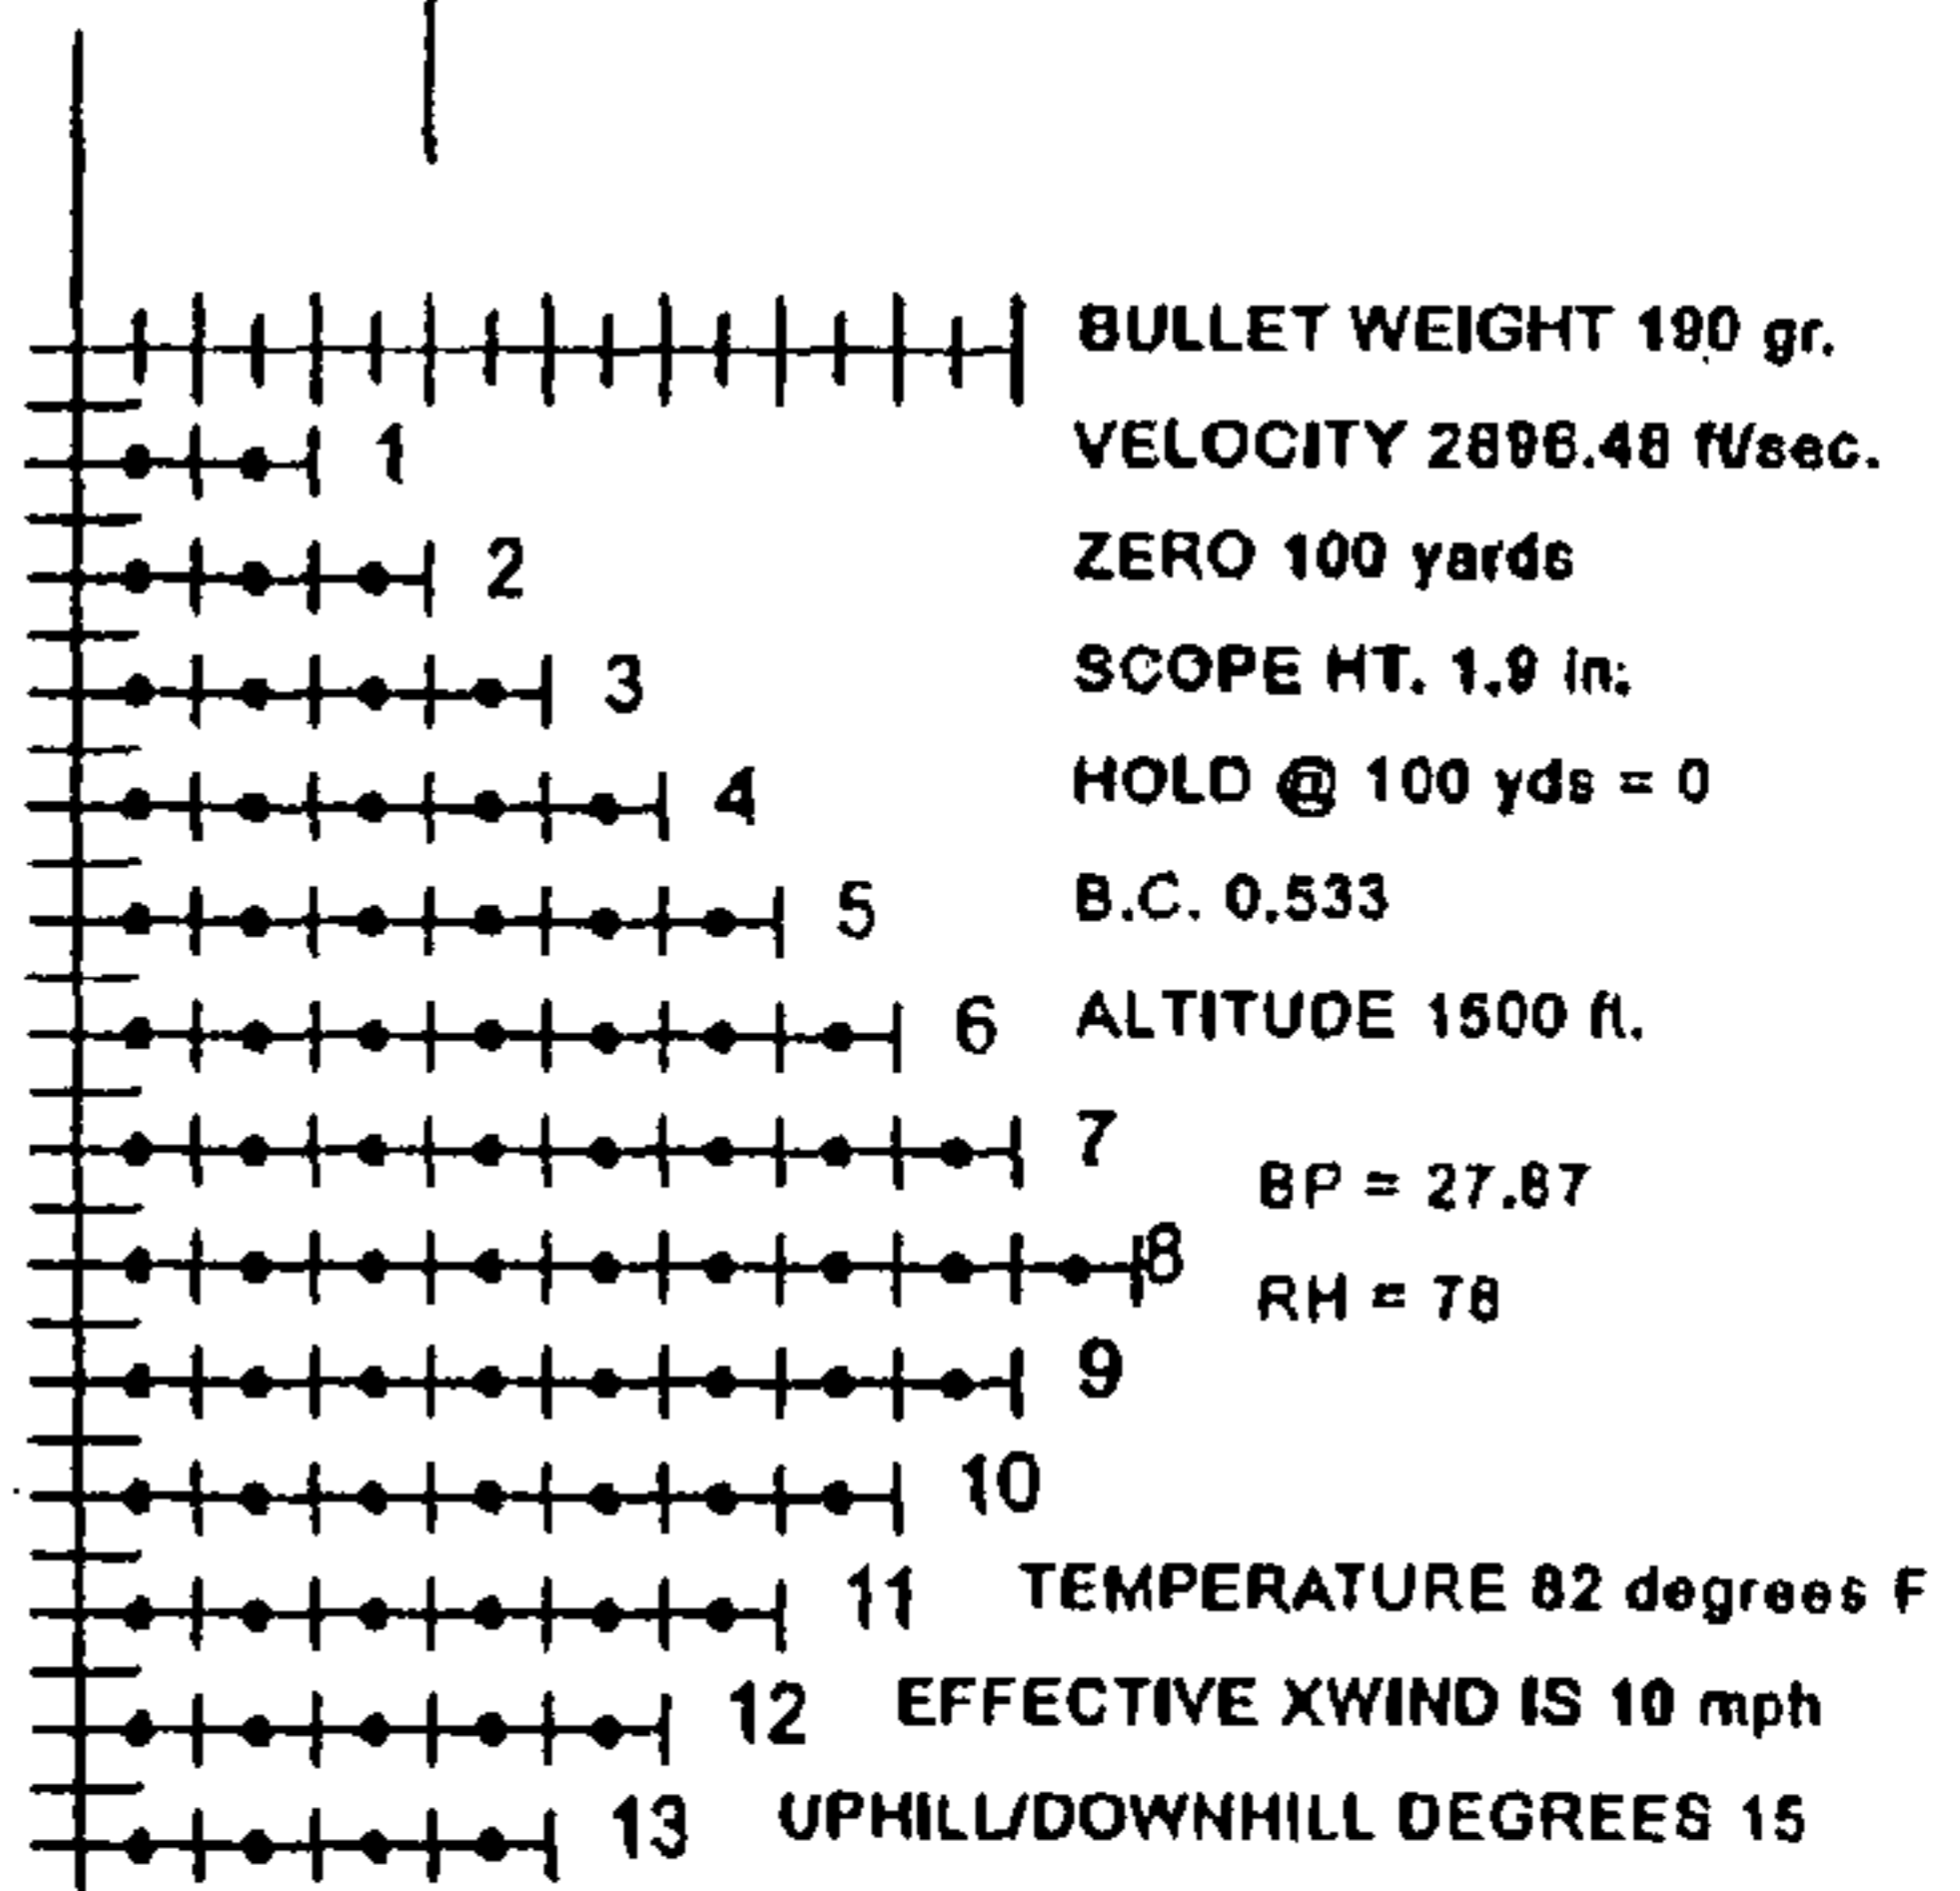 BULLET WEIGHT 190 gr.
1 VELOCITY 2896.48 ft/sec.
2 ZERO 100 yards
3 SCOPE HT. 1.9 in.
4 HOLD @ 100 yds = 0
5 B.C. 0.533
6 ALTITUDE 1500 ft.
7
BP = 27.87
8
RH = 78
9
10
11 TEMPERATURE 82 degrees F
12 EFFECTIVE XWIND IS 10 mph
13 UPHILL/DOWNHILL DEGREES 15